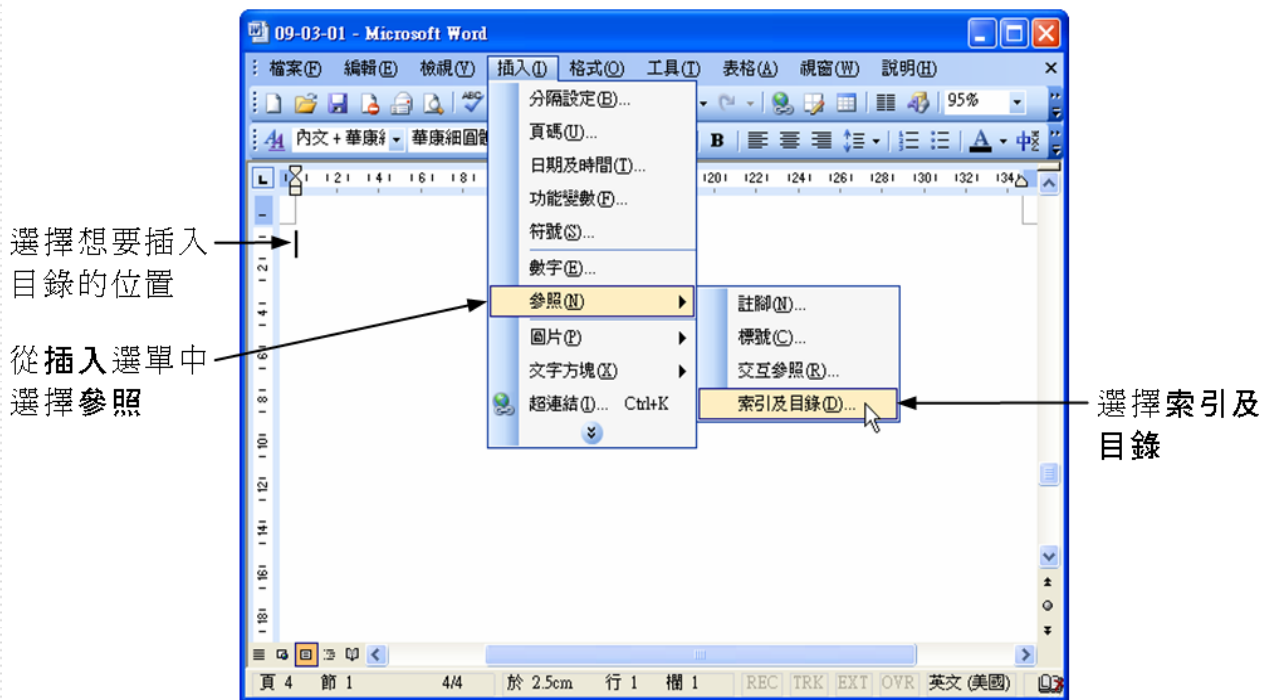 09-03-01 - Microsoft Word
檔案(F) 編輯(E) 檢視(V) 插入(I) 格式(O) 工具(T) 表格(A) 視窗(W) 說明(H)
95%
內文 + 華康 華康細圓體
B A
分隔設定(B)...
頁碼(U)...
日期及時間(T)...
功能變數(F)...
符號(S)...
數字(E)...
參照(N)
圖片(P)
文字方塊(X)
超連結(I)... Ctrl+K
註腳(N)...
標號(C)...
交互參照(R)...
索引及目錄(D)...
選擇想要插入
目錄的位置
從插入選單中
選擇參照
選擇索引及
目錄
頁 4 節 1 4/4 於 2.5cm 行 1 欄 1 REC TRK EXT OVR 英文 (美國)